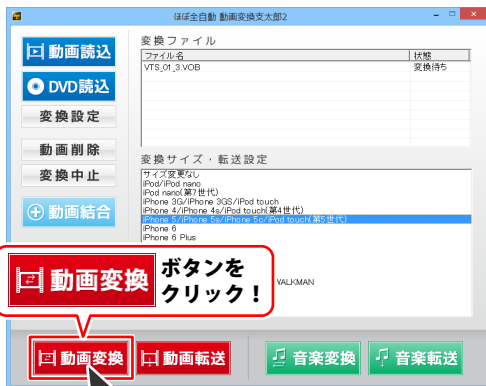 ほぼ全自動 動画変換支太郎2
動画読込
DVD読込
変換設定
動画削除
変換中止
動画結合
変換ファイル
ファイル名 状態
VTS_01_3.VOB 変換待ち
変換サイズ・転送設定
サイズ変更なし
iPod/iPod nano
iPod nano(第7世代)
iPhone 3G/iPhone 3GS/iPod touch
iPhone 4/iPhone 4s/iPod touch(第4世代)
iPhone 5/iPhone 5s/iPhone 5c/iPod touch(第5世代)
iPhone 6
iPhone 6 Plus
WALKMAN
動画変換
ボタンを
クリック！
動画変換
動画転送
音楽変換
音楽転送